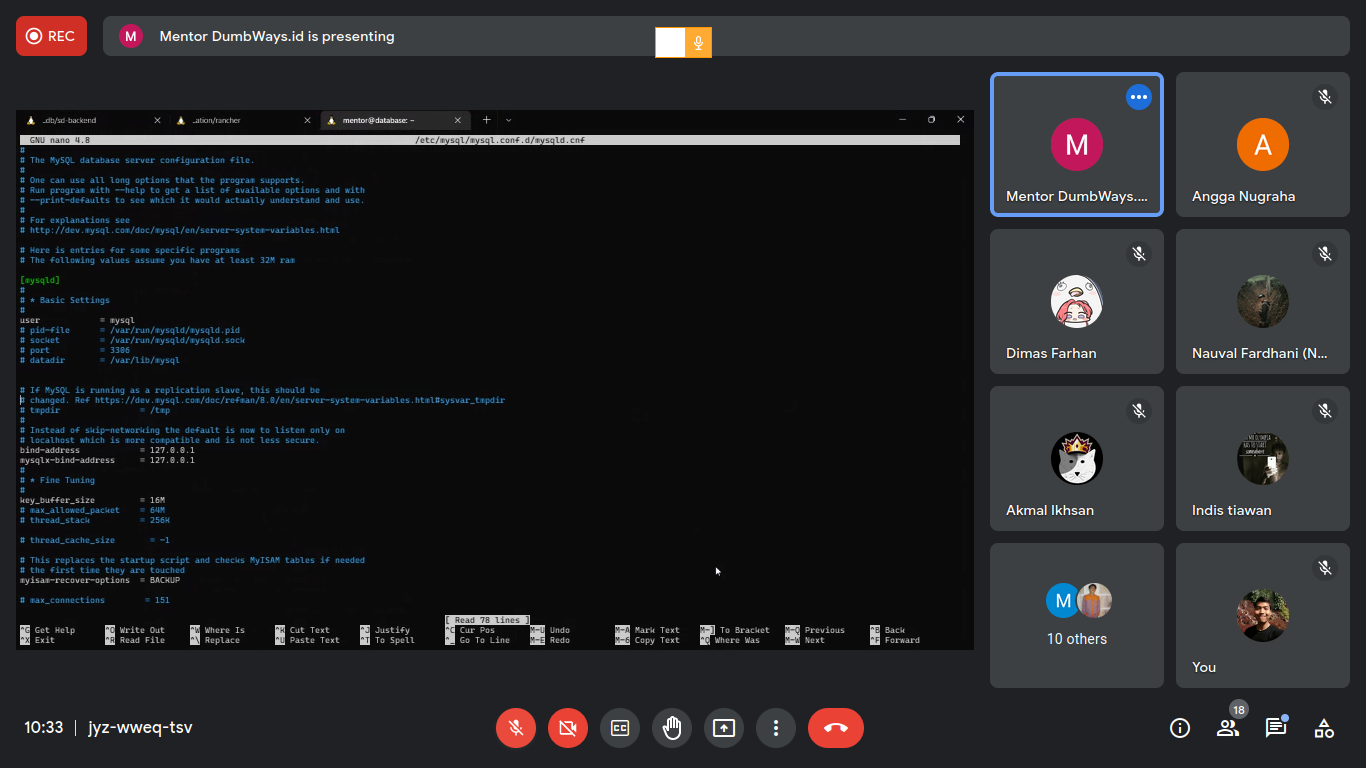 REC
M
Mentor DumbWays.id is presenting
_db/sd-backend
_ation/rancher
mentor@database: ~
GNU nano 4.8 /etc/mysql/mysql.conf.d/mysqld.cnf
#
# The MySQL database server configuration file.
#
# One can use all long options that the program supports.
# Run program with --help to get a list of available options and with
# --print-defaults to see which it would actually understand and use.
#
# For explanations see
# http://dev.mysql.com/doc/mysql/en/server-system-variables.html

# Here is entries for some specific programs
# The following values assume you have at least 32M ram

[mysqld]
#
# * Basic Settings
#
user = mysql
# pid-file = /var/run/mysqld/mysqld.pid
# socket = /var/run/mysqld/mysqld.sock
# port = 3306
# datadir = /var/lib/mysql

# If MySQL is running as a replication slave, this should be
# changed. Ref https://dev.mysql.com/doc/refman/8.0/en/server-system-variables.html#sysvar_tmpdir
# tmpdir = /tmp
#
# Instead of skip-networking the default is now to listen only on
# localhost which is more compatible and is not less secure.
bind-address = 127.0.0.1
mysqlx-bind-address = 127.0.0.1
#
# * Fine Tuning
#
key_buffer_size = 16M
# max_allowed_packet = 64M
# thread_stack = 256K

# thread_cache_size = -1

# This replaces the startup script and checks MyISAM tables if needed
# the first time they are touched
myisam-recover-options = BACKUP

# max_connections = 151
[ Read 78 lines ]
^G Get Help ^O Write Out ^W Where Is ^K Cut Text ^J Justify ^C Cur Pos M-U Undo M-A Mark Text M-] To Bracket M-Q Previous ^B Back
^X Exit ^R Read File ^\ Replace ^U Paste Text ^T To Spell ^_ Go To Line M-E Redo M-6 Copy Text ^Q Where Was M-W Next ^F Forward
M
Mentor DumbWays....
A
Angga Nugraha
Dimas Farhan
Nauval Fardhani (N...
Akmal Ikhsan
Indis tiawan
M
10 others
You
10:33 | jyz-wweq-tsv
CC
18